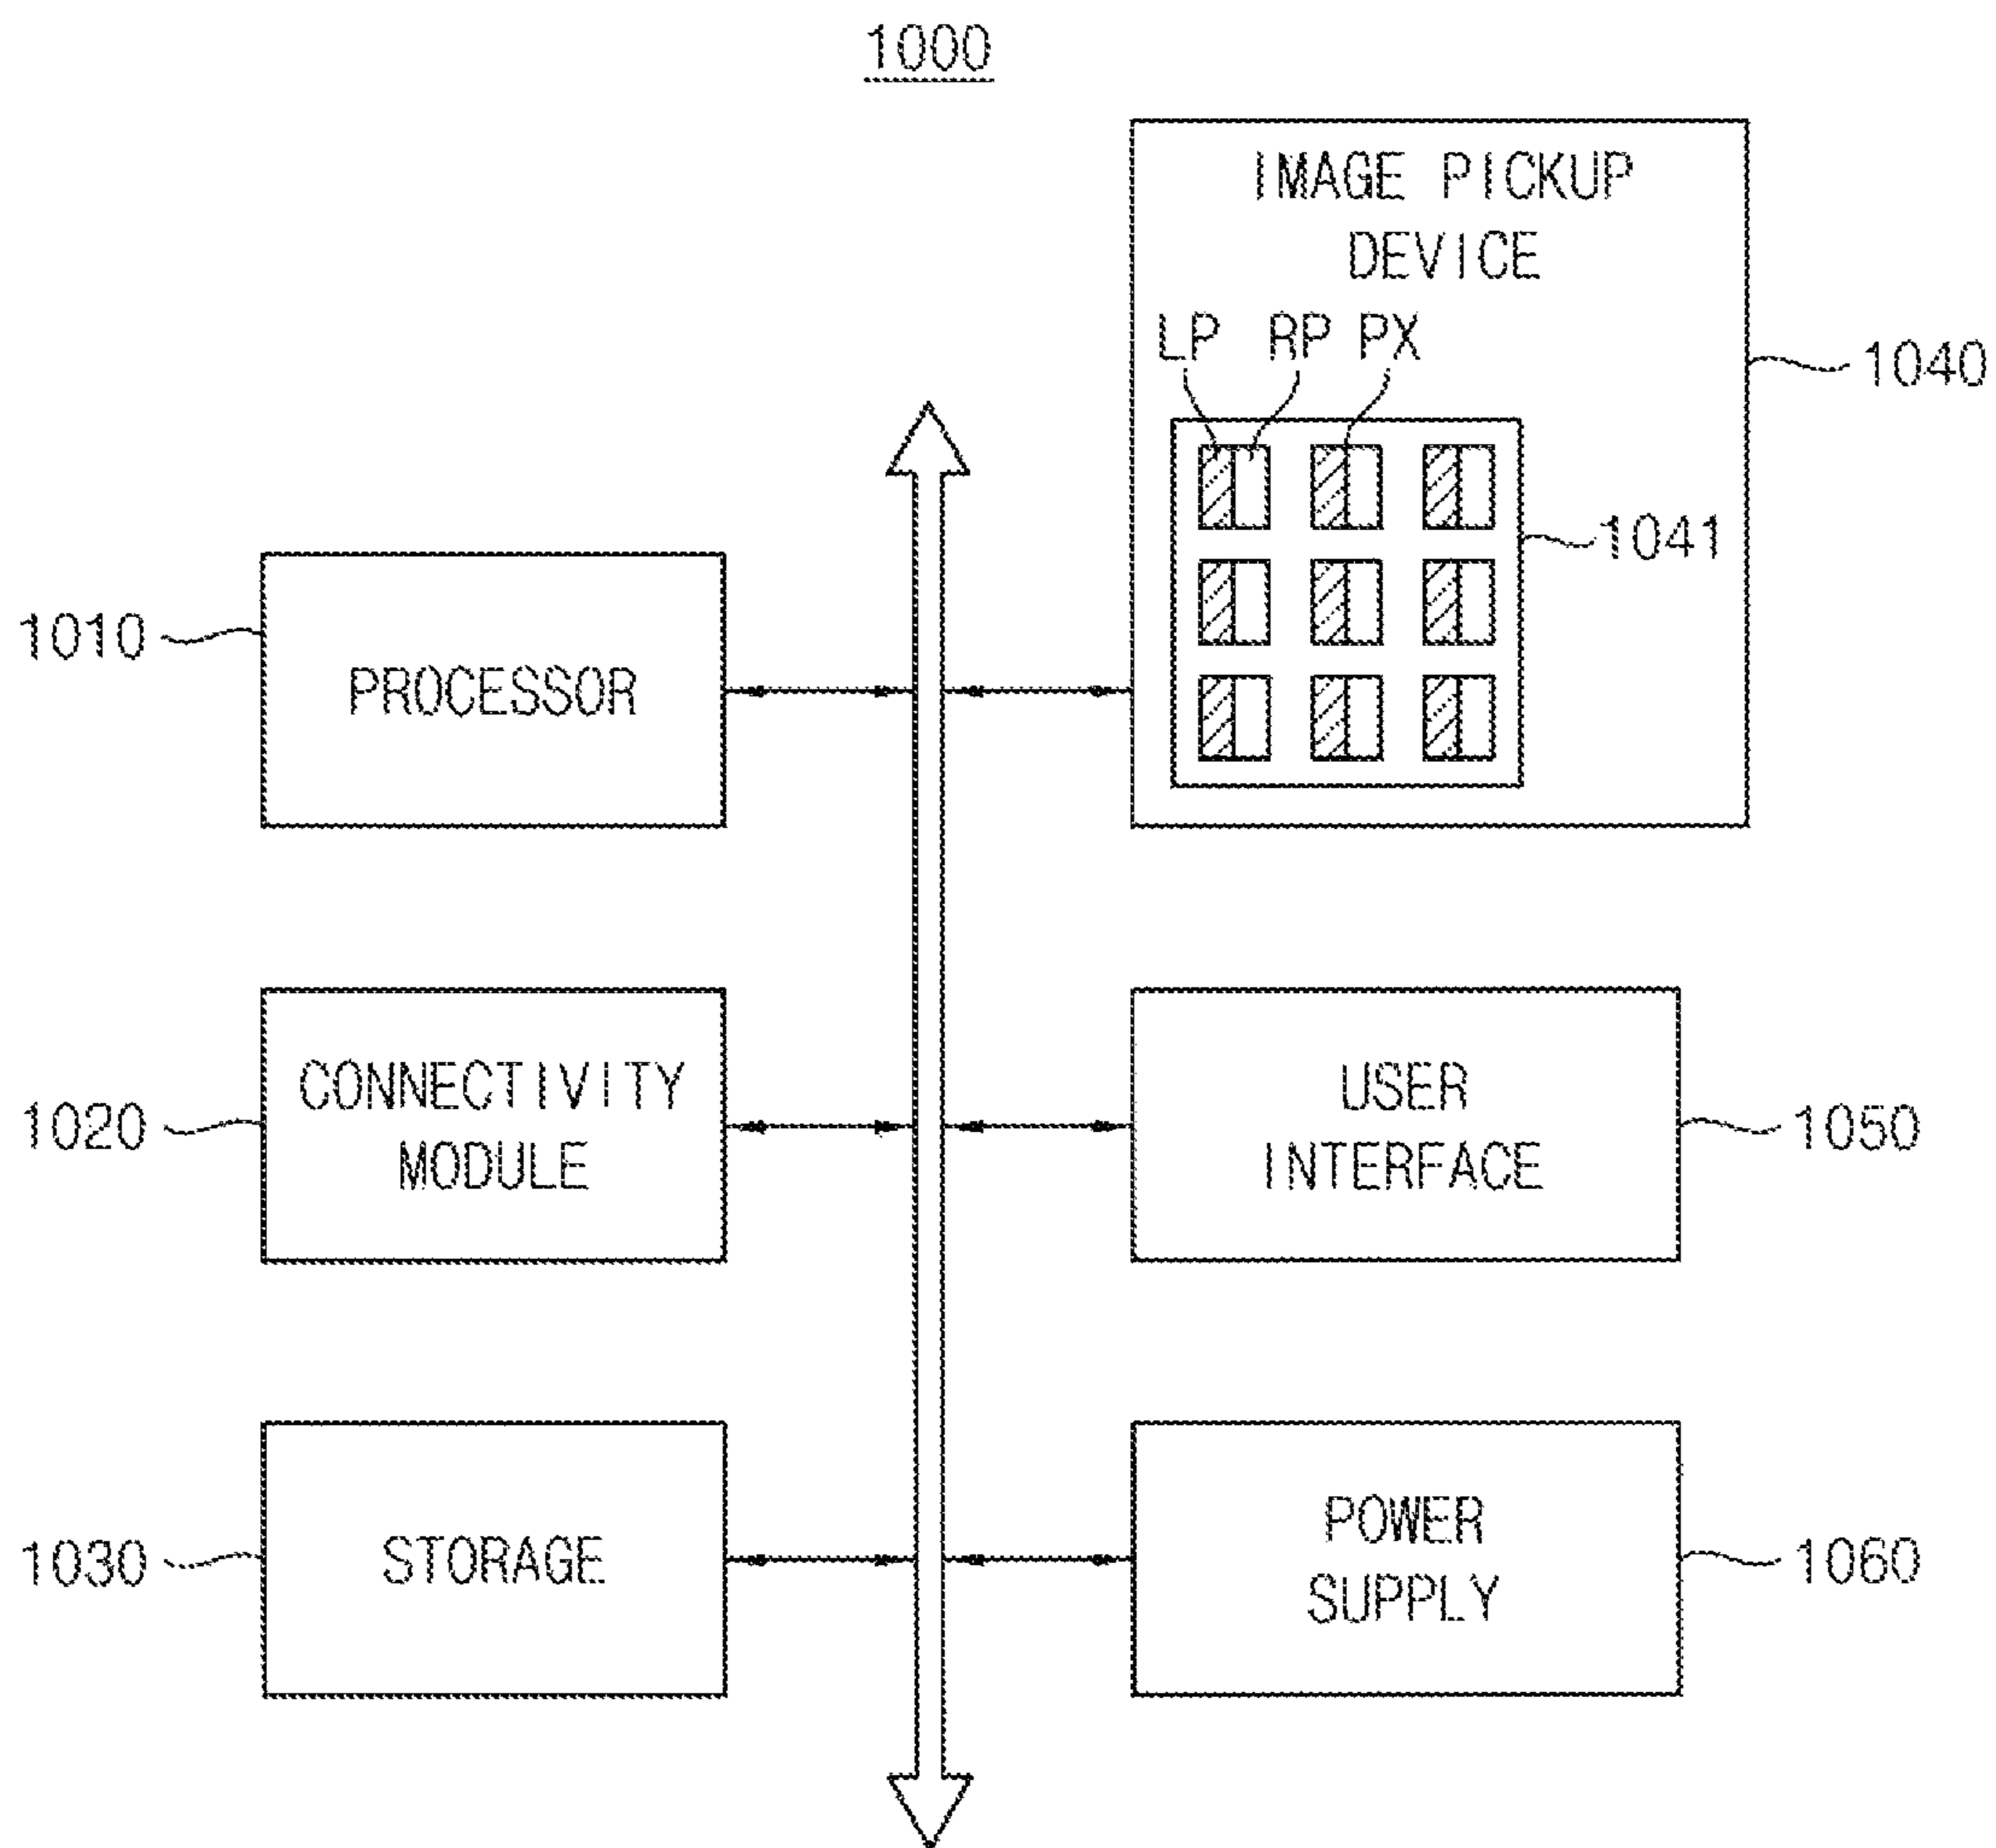 1000
IMAGE PICKUP
DEVICE
LP RP PX
1040
1041
1010
PROCESSOR
CONNECTIVITY
MODULE
1020
USER
INTERFACE
1050
1030
STORAGE
POWER
SUPPLY
1060